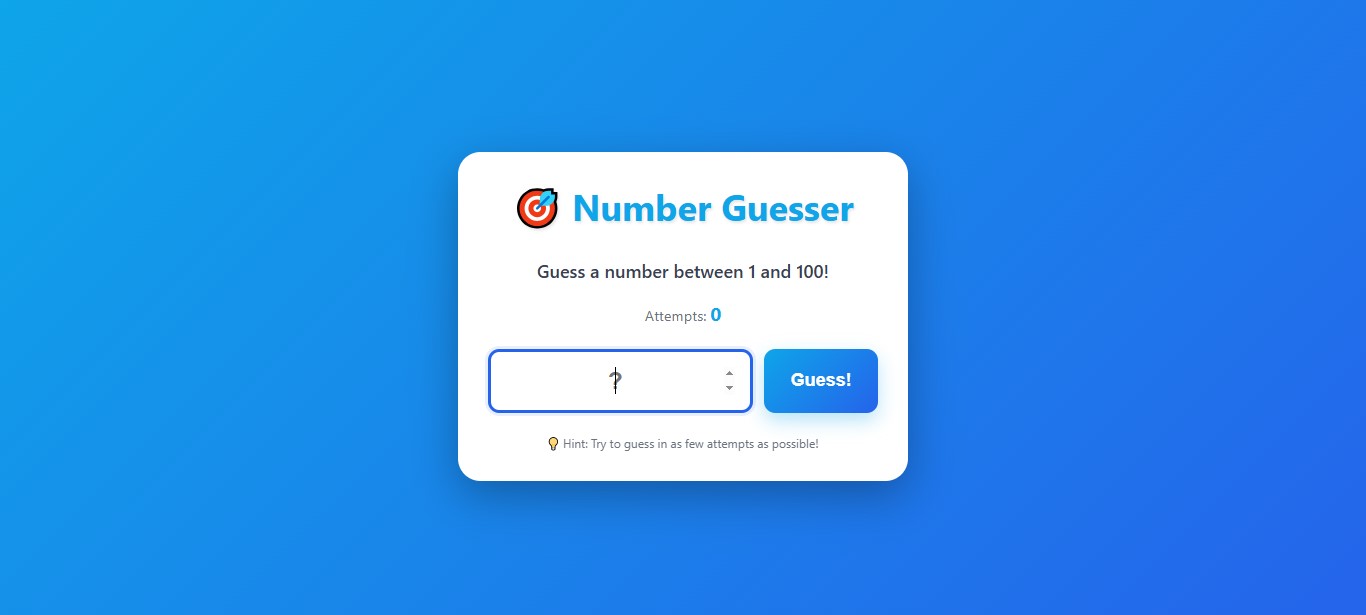 🎯 Number Guesser
Guess a number between 1 and 100!
Attempts: 0
?
Guess!
💡 Hint: Try to guess in as few attempts as possible!